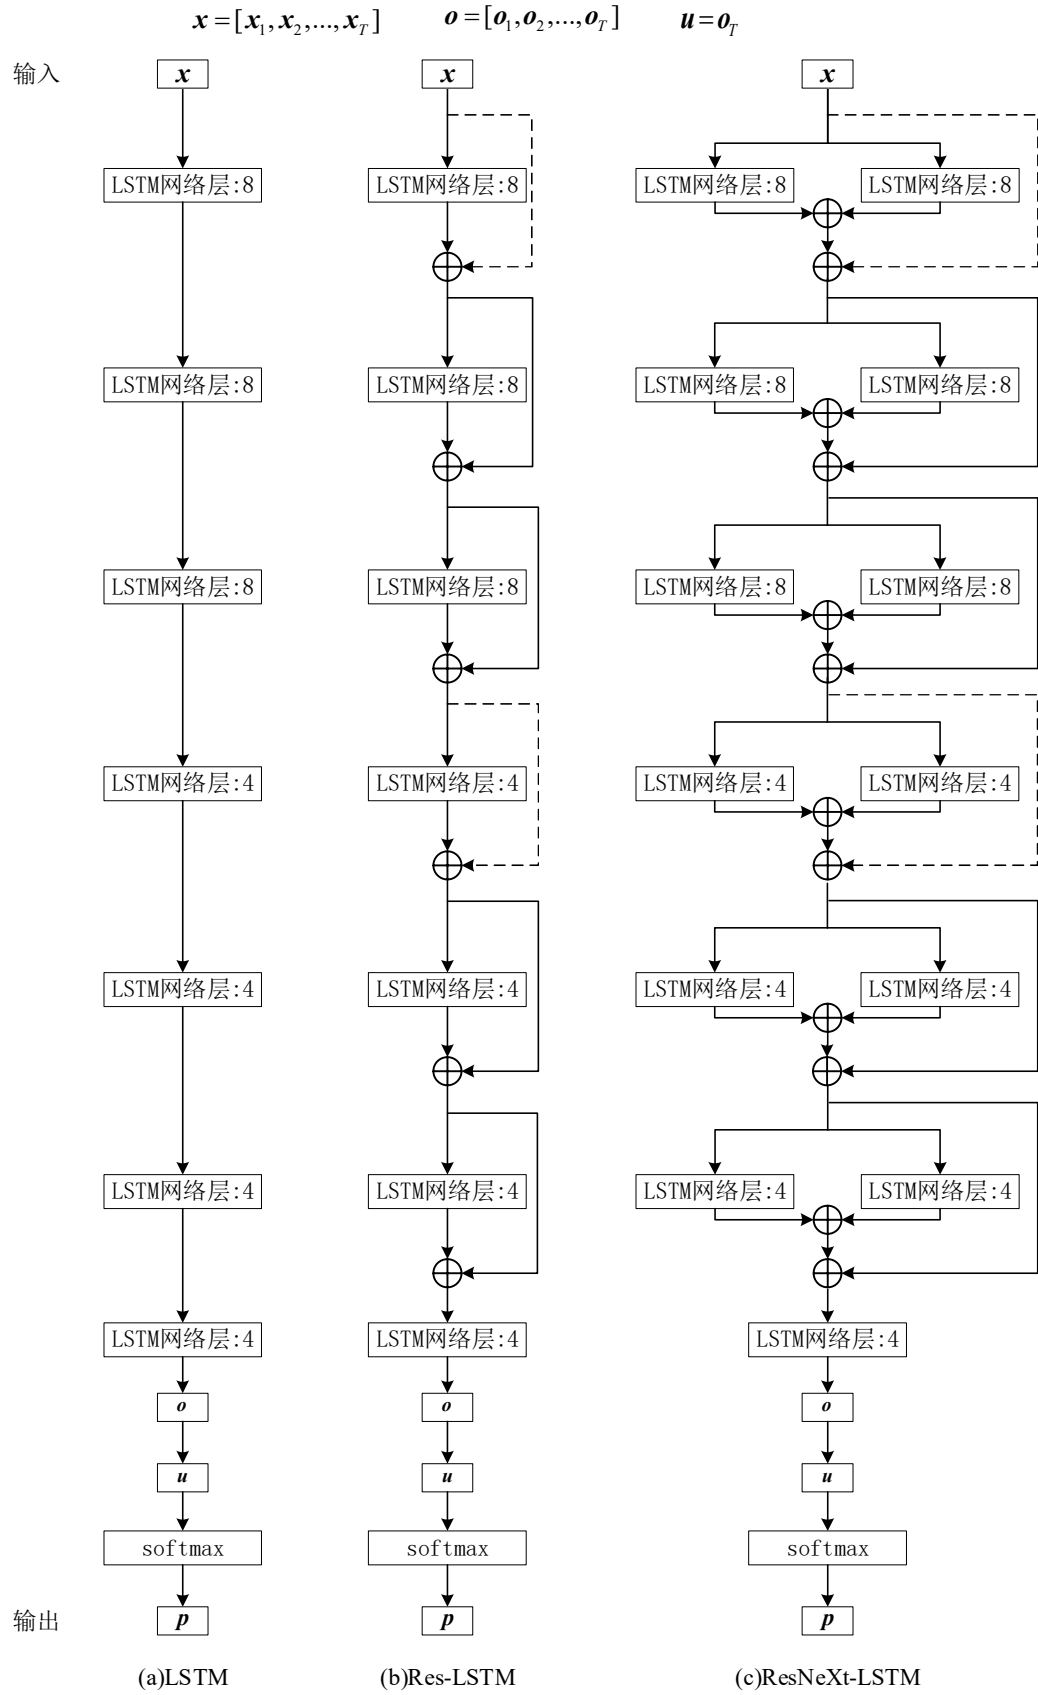 x=[x₁,x₂,...,x_T] o=[o₁,o₂,...,o_T] u=o_T
输入 x x x
LSTM网络层:8 LSTM网络层:8 LSTM网络层:8 LSTM网络层:8
LSTM网络层:8 LSTM网络层:8 LSTM网络层:8 LSTM网络层:8
LSTM网络层:8 LSTM网络层:8 LSTM网络层:8 LSTM网络层:8
LSTM网络层:4 LSTM网络层:4 LSTM网络层:4 LSTM网络层:4
LSTM网络层:4 LSTM网络层:4 LSTM网络层:4 LSTM网络层:4
LSTM网络层:4 LSTM网络层:4 LSTM网络层:4 LSTM网络层:4
LSTM网络层:4 LSTM网络层:4 LSTM网络层:4
o o o
u u u
softmax softmax softmax
输出 p p p
(a)LSTM (b)Res-LSTM (c)ResNeXt-LSTM